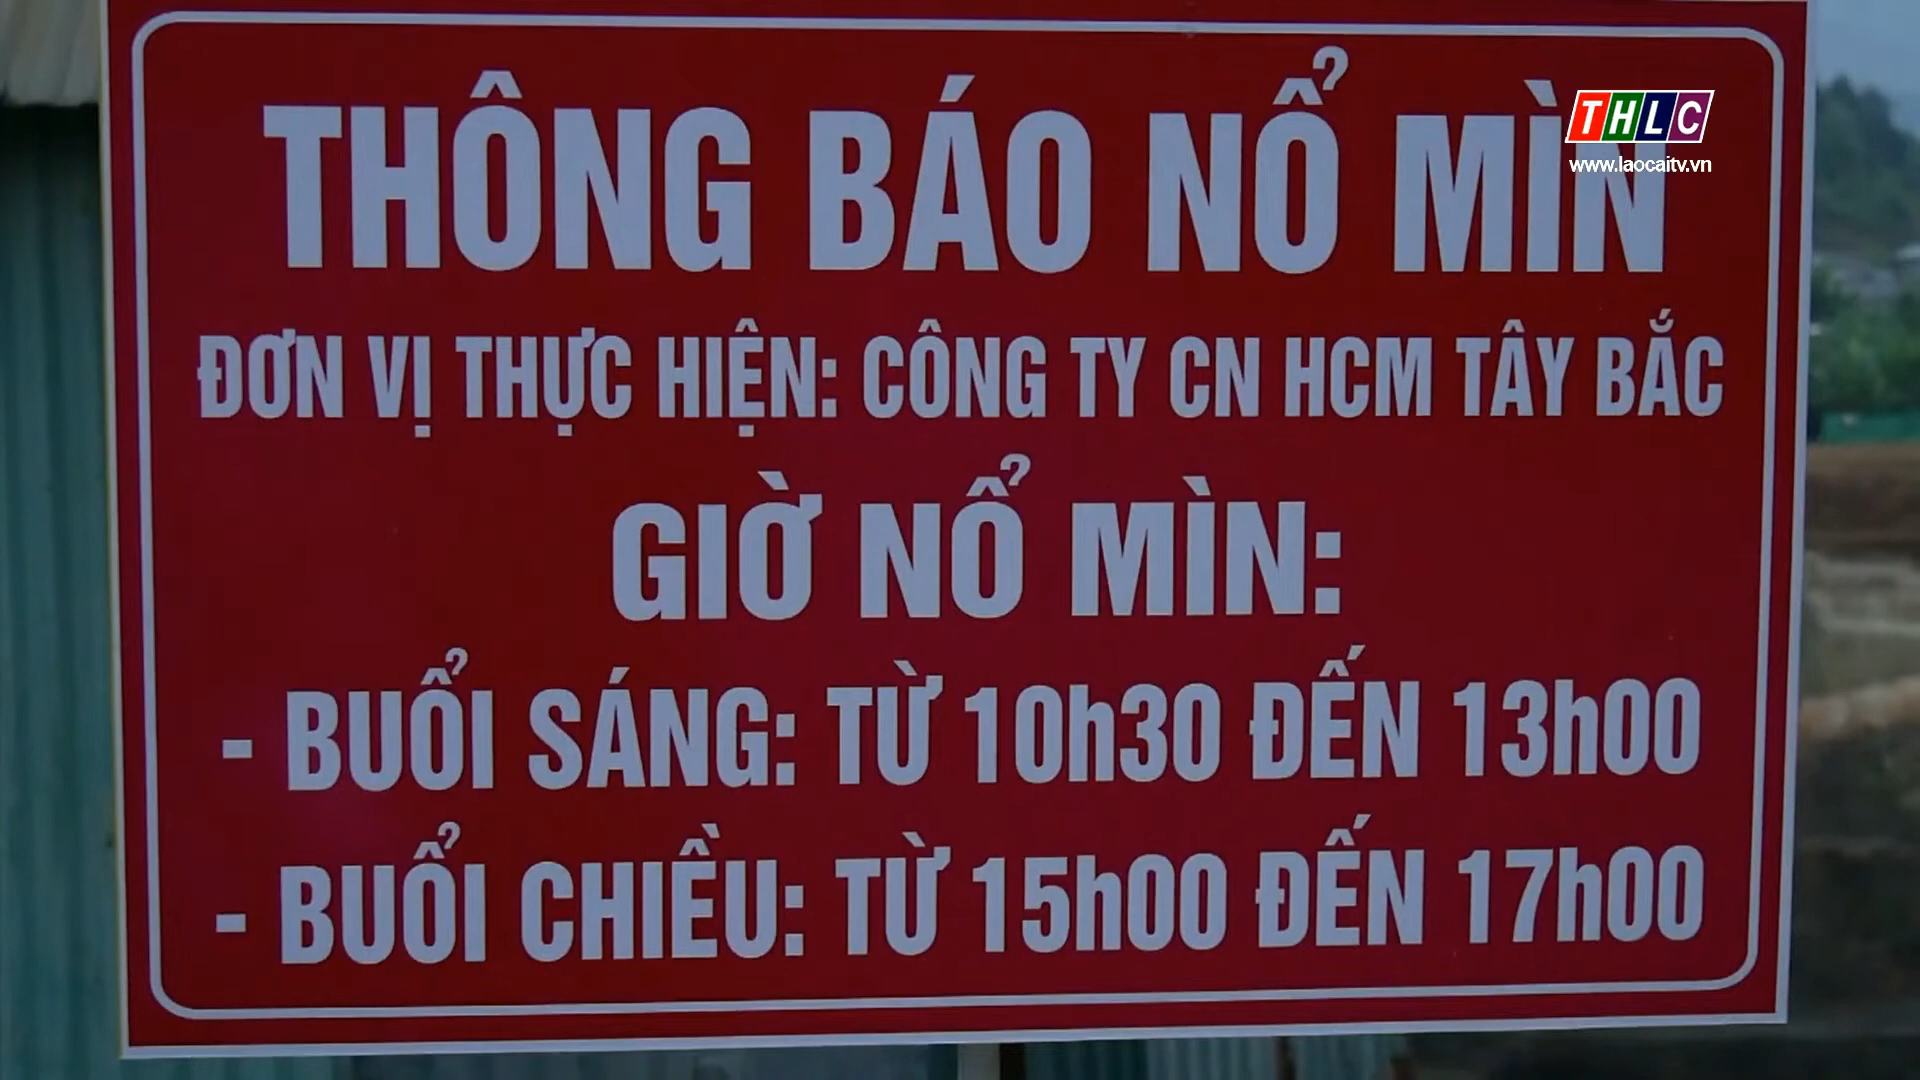 THÔNG BÁO NỔ MÌN
THLC
www.laocaitv.vn
ĐƠN VỊ THỰC HIỆN: CÔNG TY CN HCM TÂY BẮC
GIỜ NỔ MÌN:
- BUỔI SÁNG: TỪ 10h30 ĐẾN 13h00
- BUỔI CHIỀU: TỪ 15h00 ĐẾN 17h00